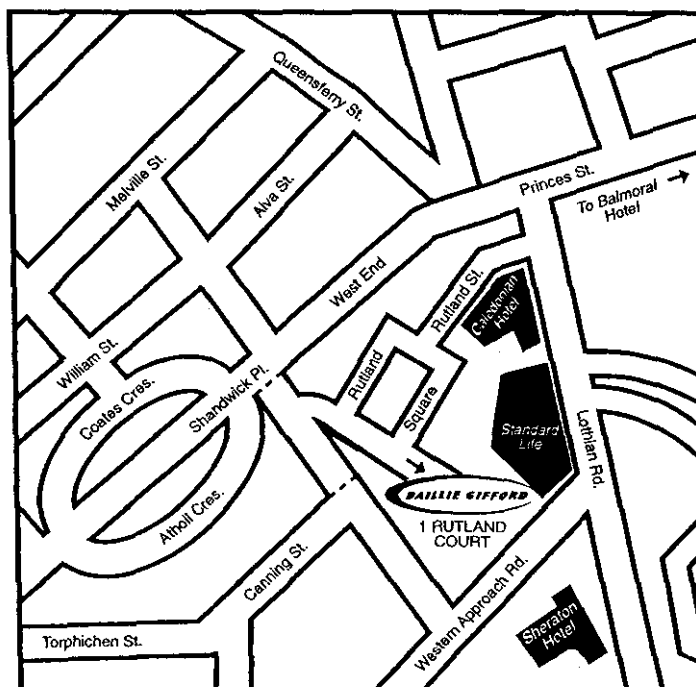 Queensferry St.
Melville St.
Alva St.
Princes St.
To Balmoral
Hotel
West End
Rutland St.
Caledonian
Hotel
William St.
Coates Cres.
Shandwick Pl.
Rutland
Square
Standard
Life
Lothian Rd.
Atholl Cres.
BAILLIE GIFFORD
1 RUTLAND
COURT
Canning St.
Western Approach Rd.
Sheraton
Hotel
Torphichen St.